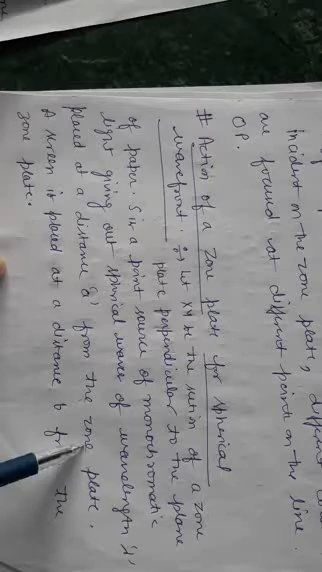 incident on the zone plate, different
are focused at different points on the line
OP.
# Action of a zone plate for spherical
wavefront :→ let XY be the section of a zone
plate perpendicular to the plane
of paper. S is a point source of monochromatic
light giving out spherical waves of wavelength λ,
placed at a distance (a) from the zone plate.
A screen is placed at a distance b from the
zone plate.